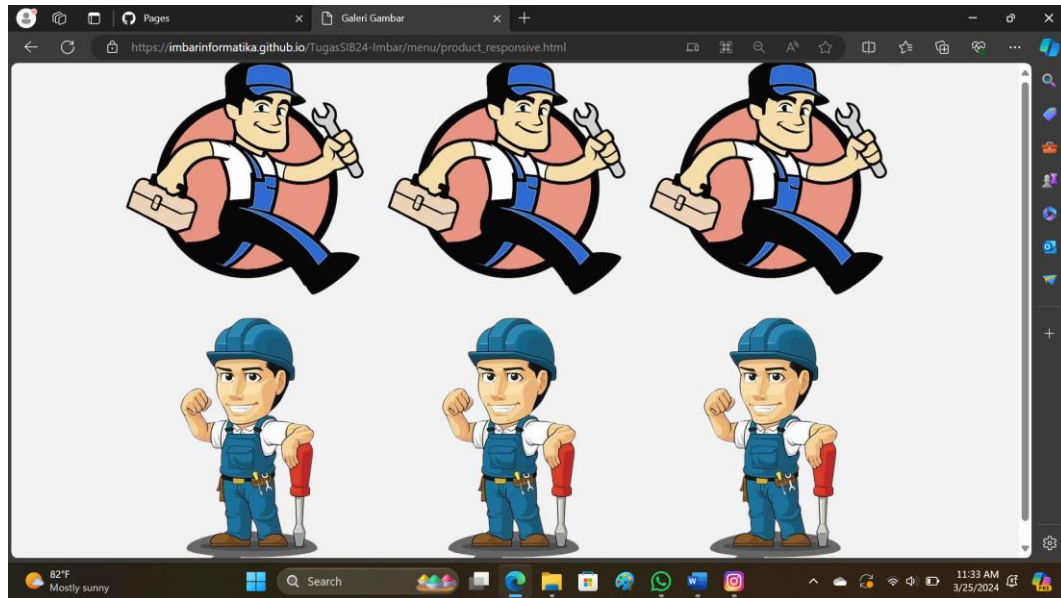 Pages
Galeri Gambar
https://imbarinformatika.github.io/TugasSIB24-Imbar/menu/product_responsive.html
82°F
Mostly sunny
Search
11:33 AM
3/25/2024